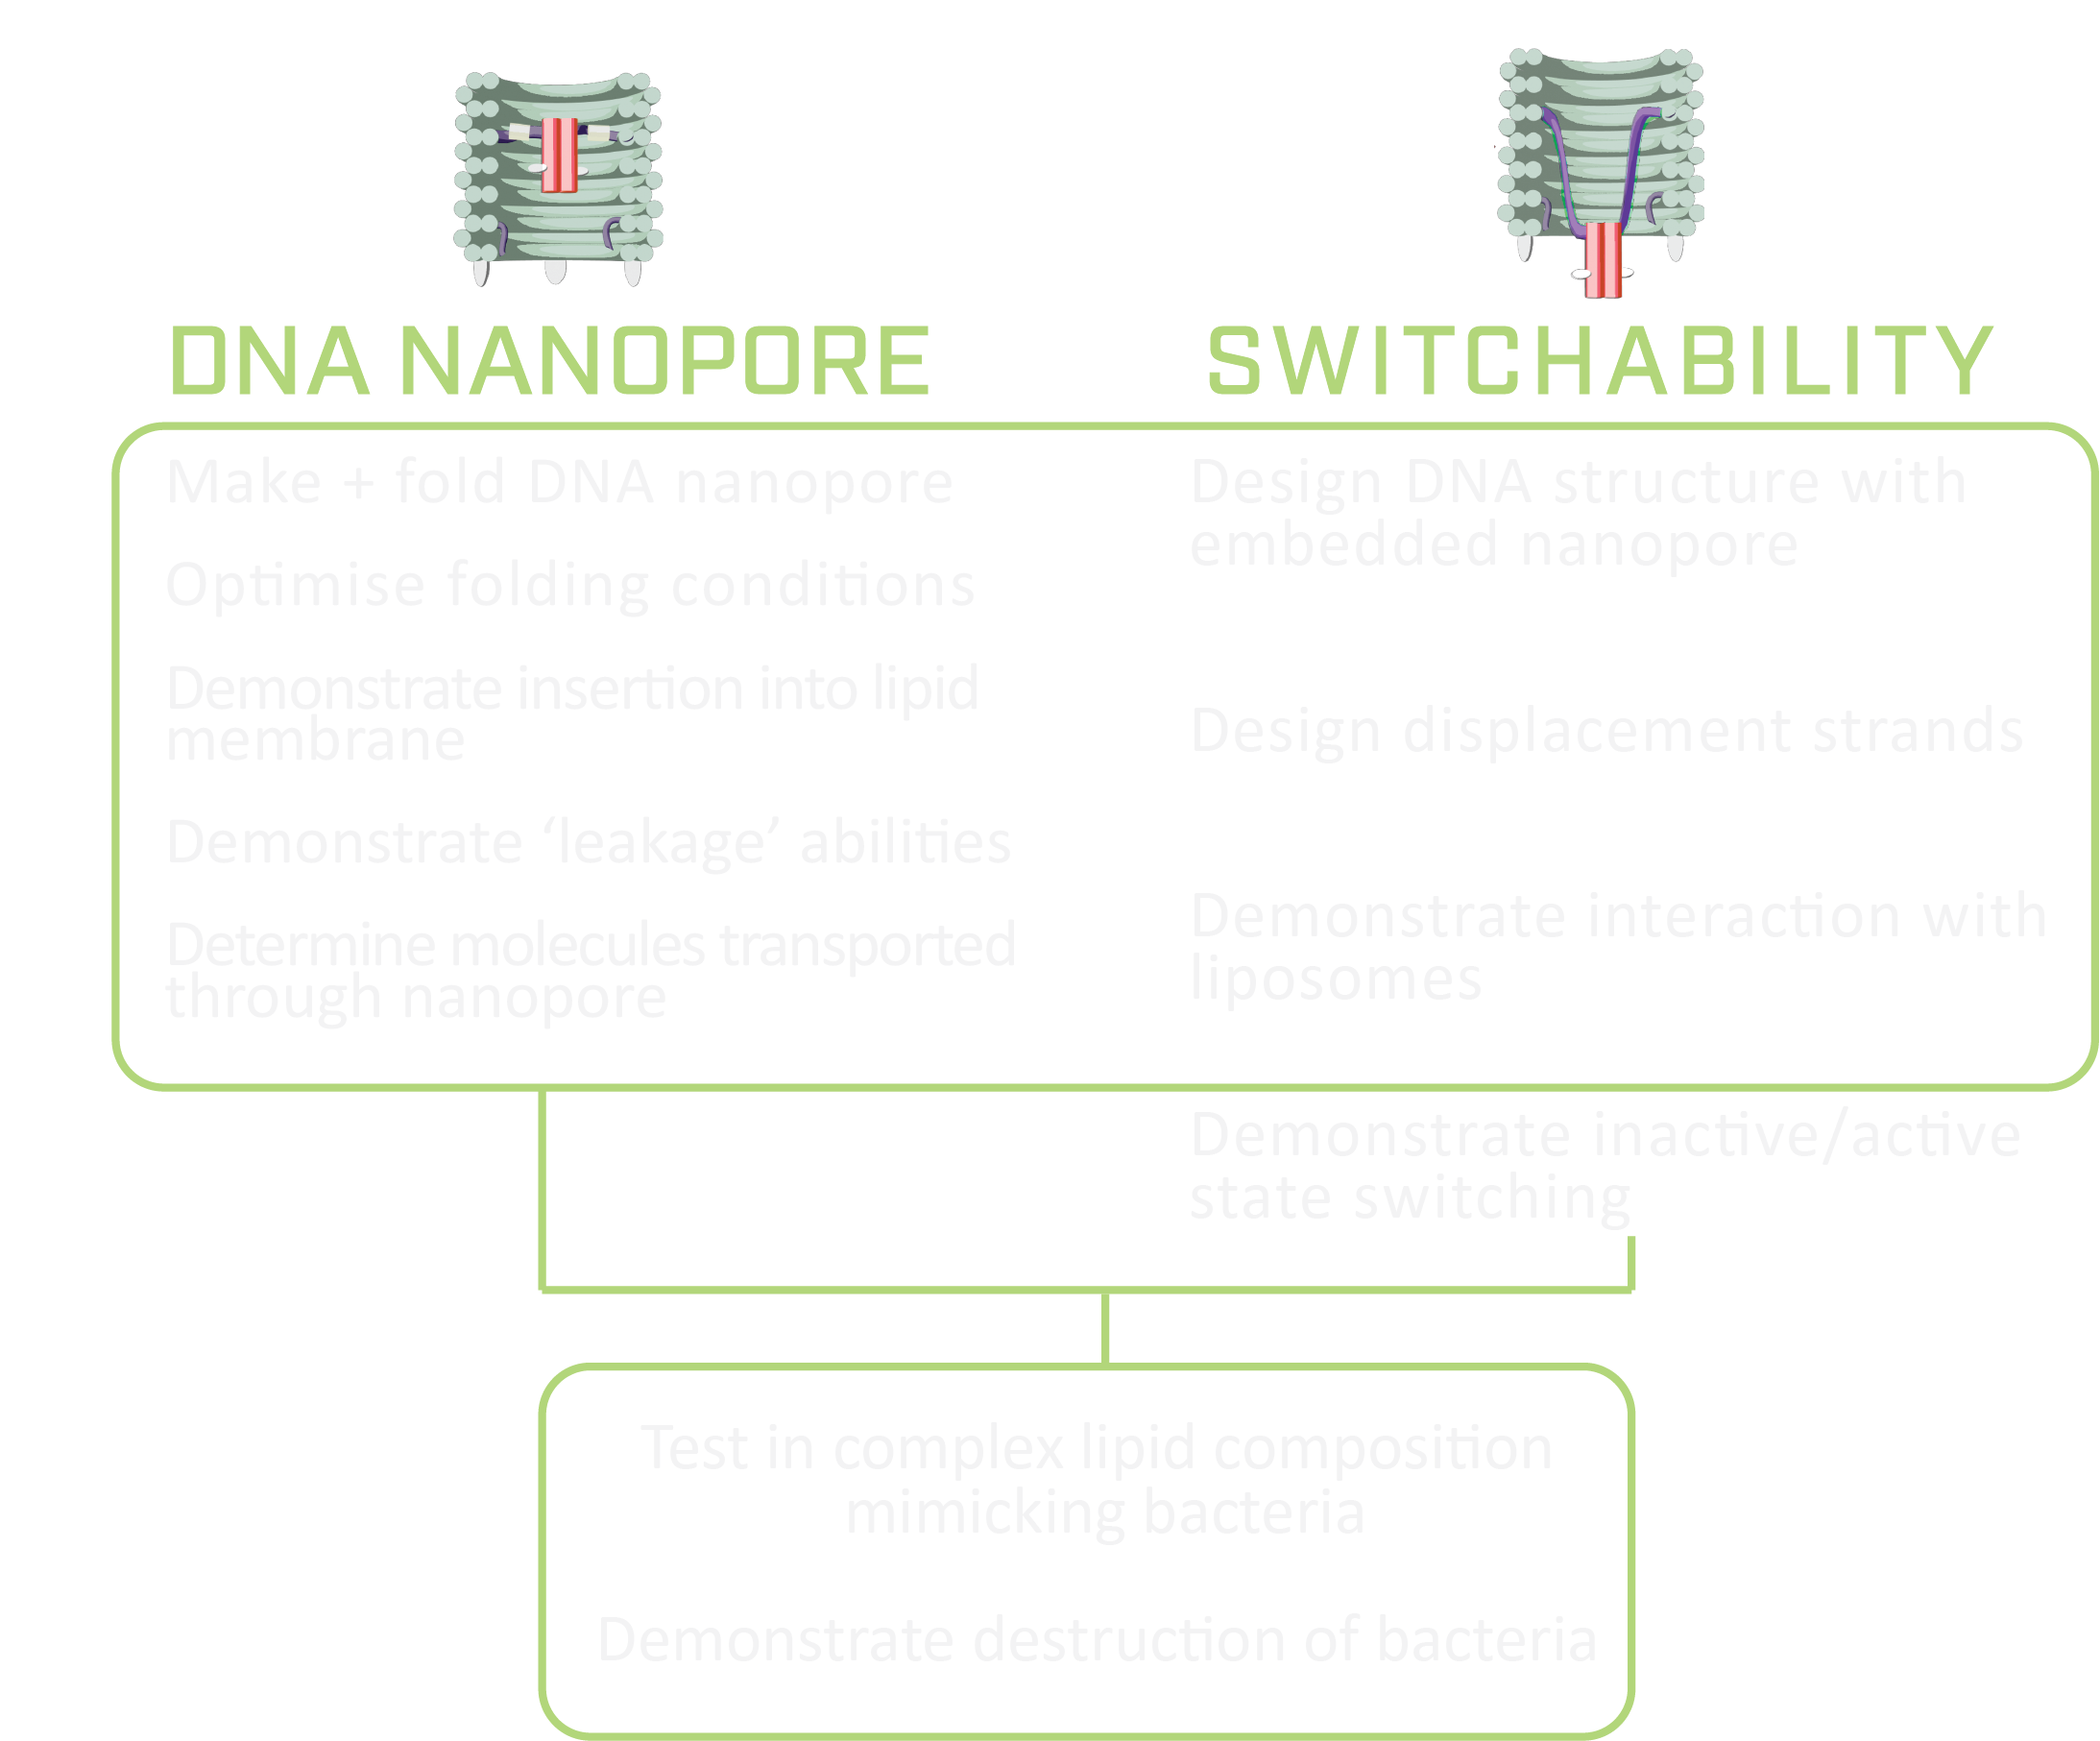 DNA NANOPORE
Make + fold DNA nanopore
Optimise folding conditions
Demonstrate insertion into lipid
membrane
Demonstrate ‘leakage’ abilities
Determine molecules transported
through nanopore
SWITCHABILITY
Design DNA structure with
embedded nanopore
Design displacement strands
Demonstrate interaction with
liposomes
Demonstrate inactive/active
state switching
Test in complex lipid composition
mimicking bacteria
Demonstrate destruction of bacteria